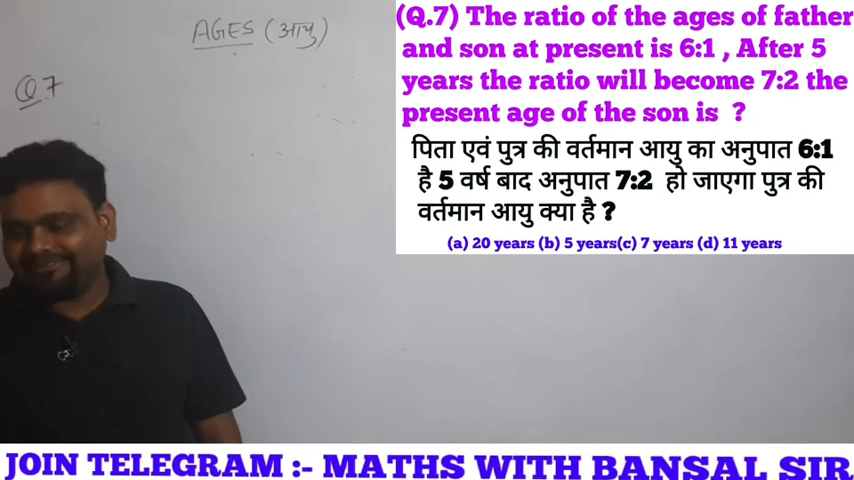 AGES (आयु)
Q.7
(Q.7) The ratio of the ages of father
and son at present is 6:1 , After 5
years the ratio will become 7:2 the
present age of the son is ?
पिता एवं पुत्र की वर्तमान आयु का अनुपात 6:1
है 5 वर्ष बाद अनुपात 7:2 हो जाएगा पुत्र की
वर्तमान आयु क्या है ?
(a) 20 years (b) 5 years(c) 7 years (d) 11 years
JOIN TELEGRAM :- MATHS WITH BANSAL SIR